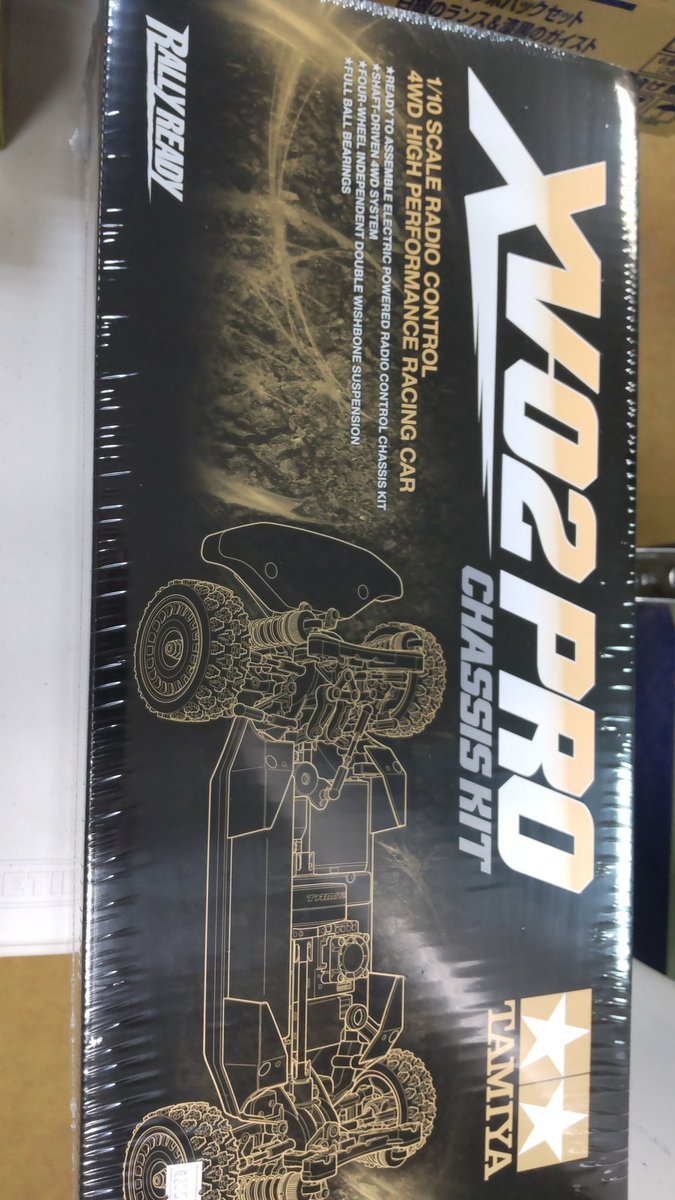 XV-02 PRO
CHASSIS KIT
TAMIYA
1/10 SCALE RADIO CONTROL
4WD HIGH PERFORMANCE RACING CAR
★READY TO ASSEMBLE ELECTRIC POWERED RADIO CONTROL CHASSIS KIT
★SHAFT-DRIVEN 4WD SYSTEM
★FOUR-WHEEL INDEPENDENT DOUBLE WISHBONE SUSPENSION
★FULL BALL BEARINGS
RALLY READY